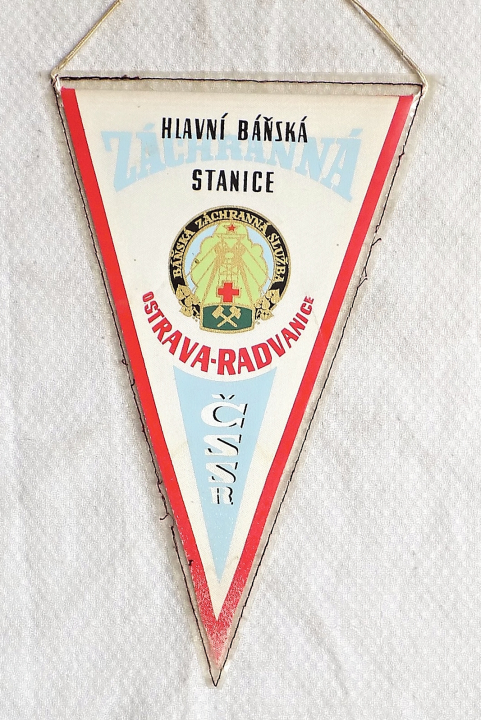 HLAVNÍ BÁŇSKÁ
ZÁCHRANNÁ
STANICE
BÁŇSKÁ ZÁCHRANNÁ SLUŽBA
OSTRAVA-RADVANICE
ČSSR